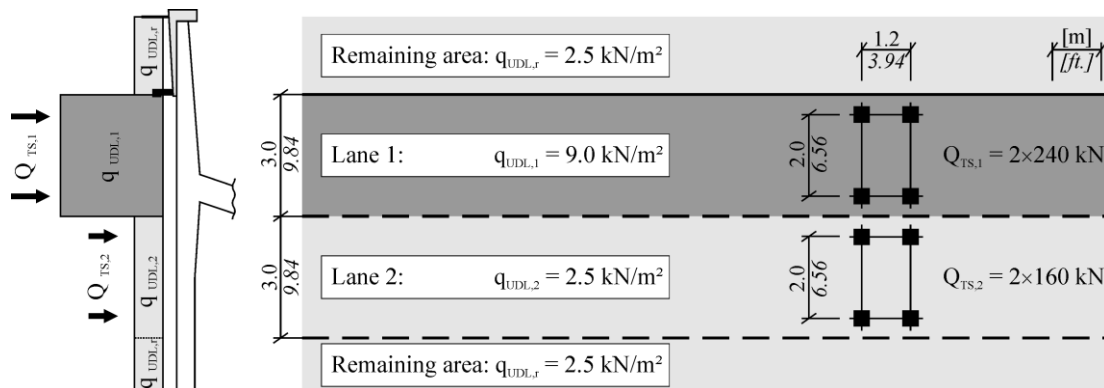 q UDL,r
Q TS,1
q UDL,1
Q TS,2
q UDL,2
q UDL,r
Remaining area: qUDL,r = 2.5 kN/m²
1.2
3.94
[m]
[ft.]
3.0
9.84
Lane 1: qUDL,1 = 9.0 kN/m²
2.0
6.56
QTS,1 = 2×240 kN
3.0
9.84
Lane 2: qUDL,2 = 2.5 kN/m²
2.0
6.56
QTS,2 = 2×160 kN
Remaining area: qUDL,r = 2.5 kN/m²